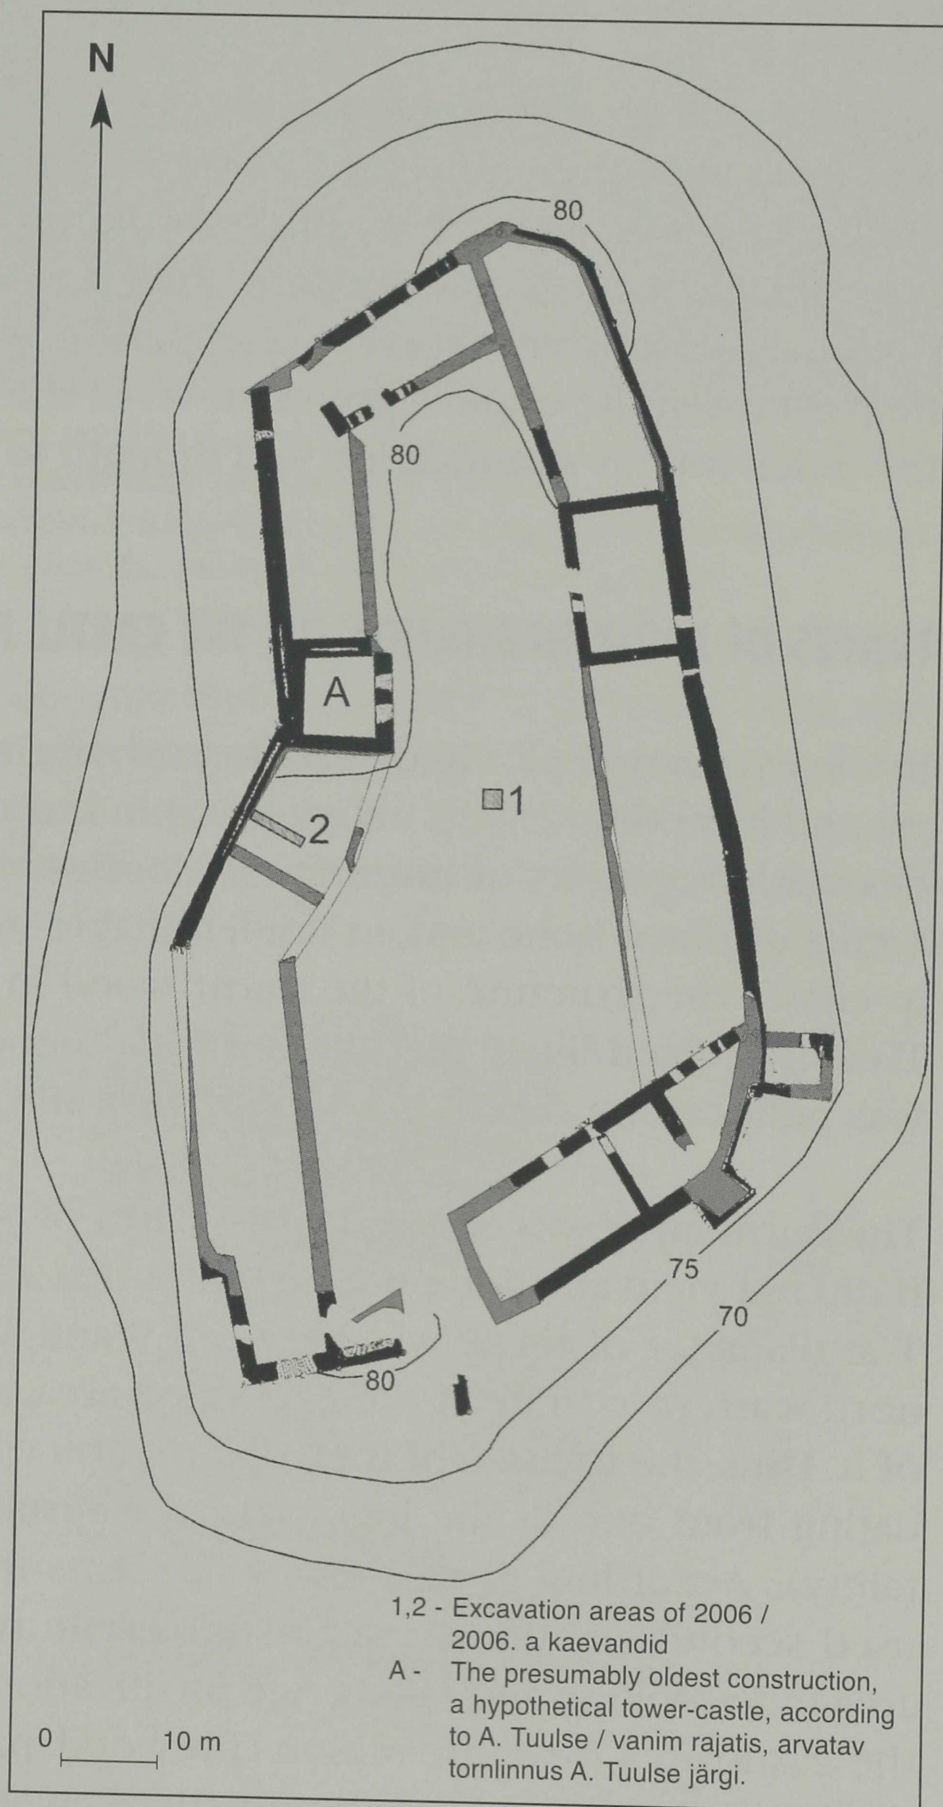 N
80
80
A
1
2
75
70
80
1,2 - Excavation areas of 2006 /
2006. a kaevandid
A - The presumably oldest construction,
a hypothetical tower-castle, according
to A. Tuulse / vanim rajatis, arvatav
tornlinnus A. Tuulse järgi.
0 10 m